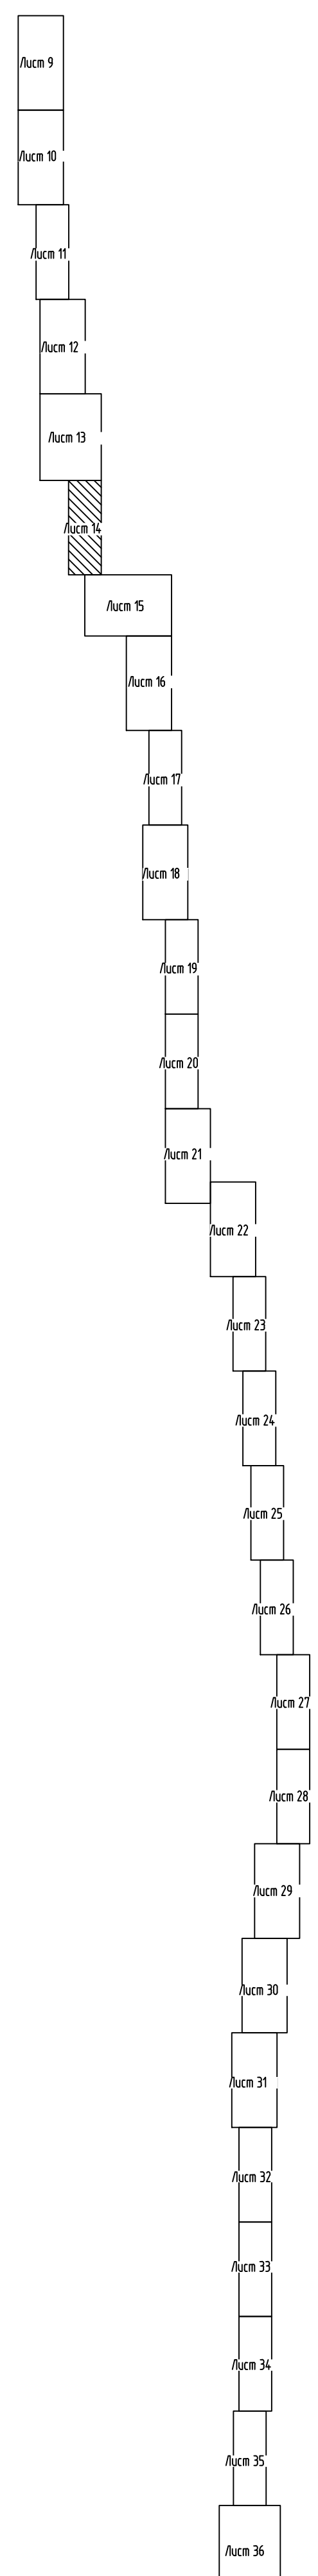 Лист 9
Лист 10
Лист 11
Лист 12
Лист 13
Лист 14
Лист 15
Лист 16
Лист 17
Лист 18
Лист 19
Лист 20
Лист 21
Лист 22
Лист 23
Лист 24
Лист 25
Лист 26
Лист 27
Лист 28
Лист 29
Лист 30
Лист 31
Лист 32
Лист 33
Лист 34
Лист 35
Лист 36